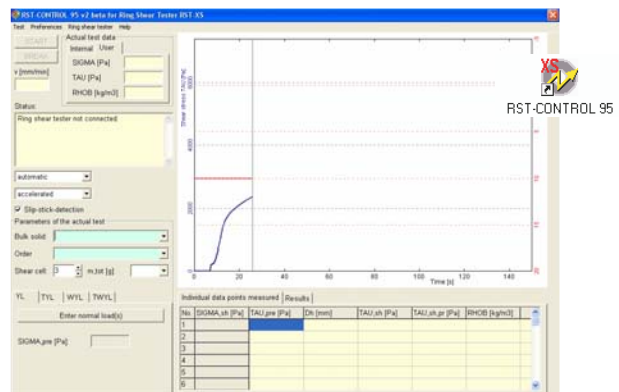 RST-CONTROL 95 v2 beta for Ring Shear Tester RST-XS
Test Preferences Ring shear tester Help
START
BREAK
Actual test data
Internal User
SIGMA [Pa]
TAU [Pa]
RHOB [kg/m3]
v [mm/min]
Status:
Ring shear tester not connected
automatic
accelerated
Slip-stick-detection
Parameters of the actual test
Bulk solid
Order
Shear cell: 3 m,tot [g]
YL TYL WYL TWYL
Enter normal load(s)
SIGMA,pre [Pa]
Shear stress TAU [Pa]
6000
4000
2000
0
0 20 40 60 80 100 120 140
Time [s]
10
15
20
Individual data points measured Results
No. SIGMA,sh [Pa] TAU,pre [Pa] Dh [mm] TAU,sh [Pa] TAU,sh,pr [Pa] RHOB [kg/m3]
1
2
3
4
5
6
XS
RST-CONTROL 95